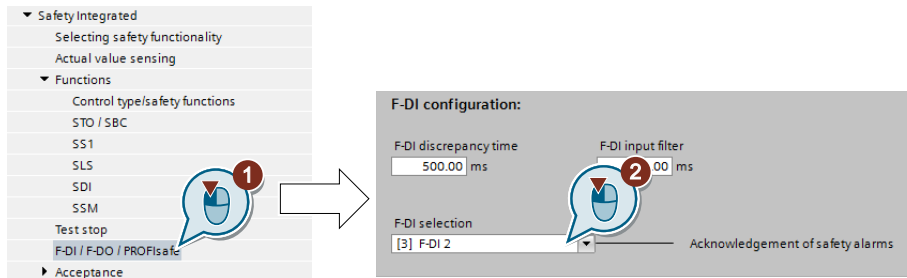 Safety Integrated
Selecting safety functionality
Actual value sensing
Functions
Control type/safety functions
STO / SBC
SS1
SLS
SDI
SSM
Test stop
F-DI / F-DO / PROFIsafe
Acceptance
1
F-DI configuration:
F-DI discrepancy time
F-DI input filter
500.00 ms
00 ms
2
F-DI selection
[3] F-DI 2
Acknowledgement of safety alarms